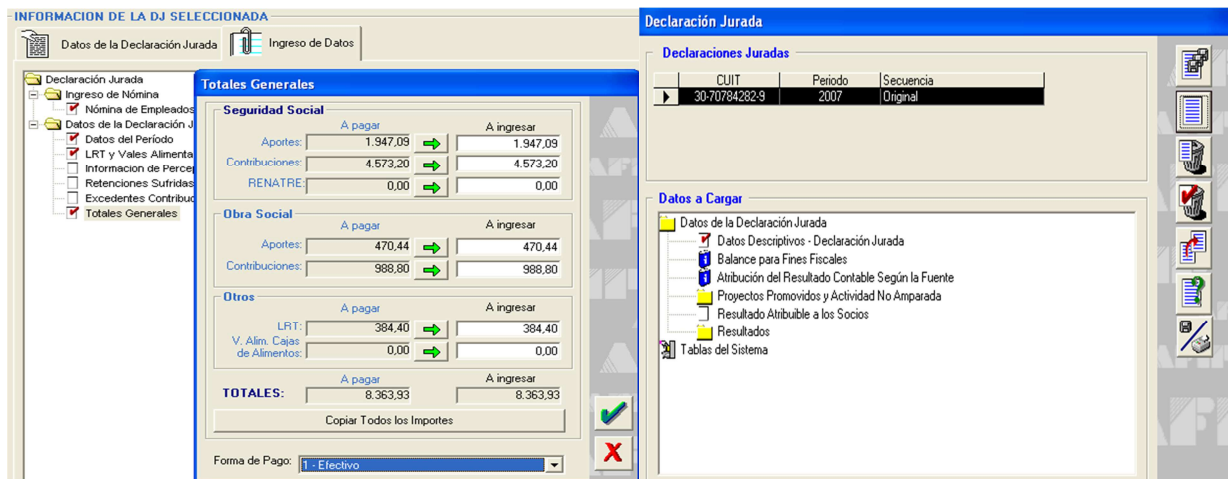 INFORMACION DE LA DJ SELECCIONADA
Datos de la Declaración Jurada
Ingreso de Datos
Declaración Jurada
Ingreso de Nómina
Nómina de Empleados
Datos de la Declaración J
Datos del Período
LRT y Vales Alimenta
Informacion de Percep
Retenciones Sufridas
Excedentes Contribuc
Totales Generales
Totales Generales
Seguridad Social
A pagar A ingresar
Aportes: 1.947,09 1.947,09
Contribuciones: 4.573,20 4.573,20
RENATRE: 0,00 0,00
Obra Social
A pagar A ingresar
Aportes: 470,44 470,44
Contribuciones: 988,80 988,80
Otros
A pagar A ingresar
LRT: 384,40 384,40
V. Alim. Cajas
de Alimentos: 0,00 0,00
A pagar A ingresar
TOTALES: 8.363,93 8.363,93
Copiar Todos los Importes
Forma de Pago: 1 - Efectivo
Declaración Jurada
Declaraciones Juradas
CUIT Periodo Secuencia
30-70784282-9 2007 Original
Datos a Cargar
Datos de la Declaración Jurada
Datos Descriptivos - Declaración Jurada
Balance para Fines Fiscales
Atribución del Resultado Contable Según la Fuente
Proyectos Promovidos y Actividad No Amparada
Resultado Atribuible a los Socios
Resultados
Tablas del Sistema